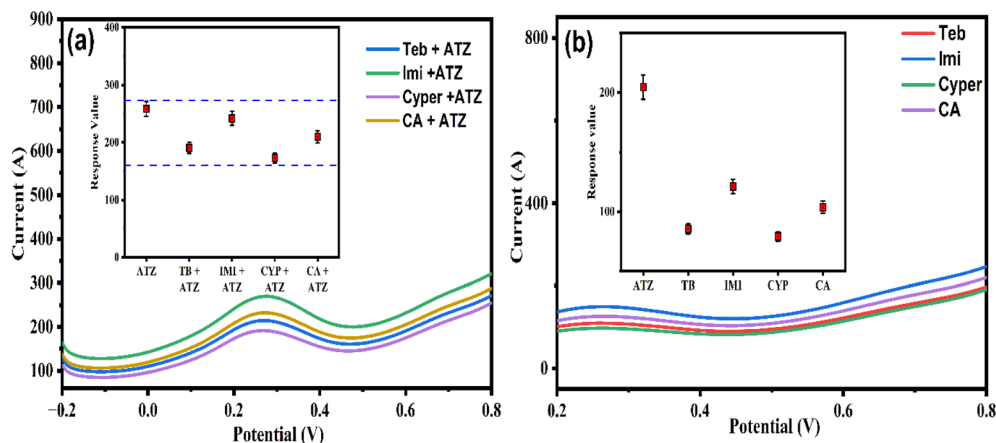 (a)
Teb + ATZ
Imi +ATZ
Cyper +ATZ
CA + ATZ
Current (A)
900
800
700
600
500
400
300
200
100
−0.2
0.0
0.2
0.4
0.6
0.8
Potential (V)
Response Value
400
300
200
100
0
ATZ
TB +
ATZ
IM1 +
ATZ
CYP +
ATZ
CA +
ATZ
(b)
Teb
Imi
Cyper
CA
Current (A)
800
400
0
0.2
0.4
0.6
0.8
Potential (V)
Response value
200
100
ATZ
TB
IM1
CYP
CA